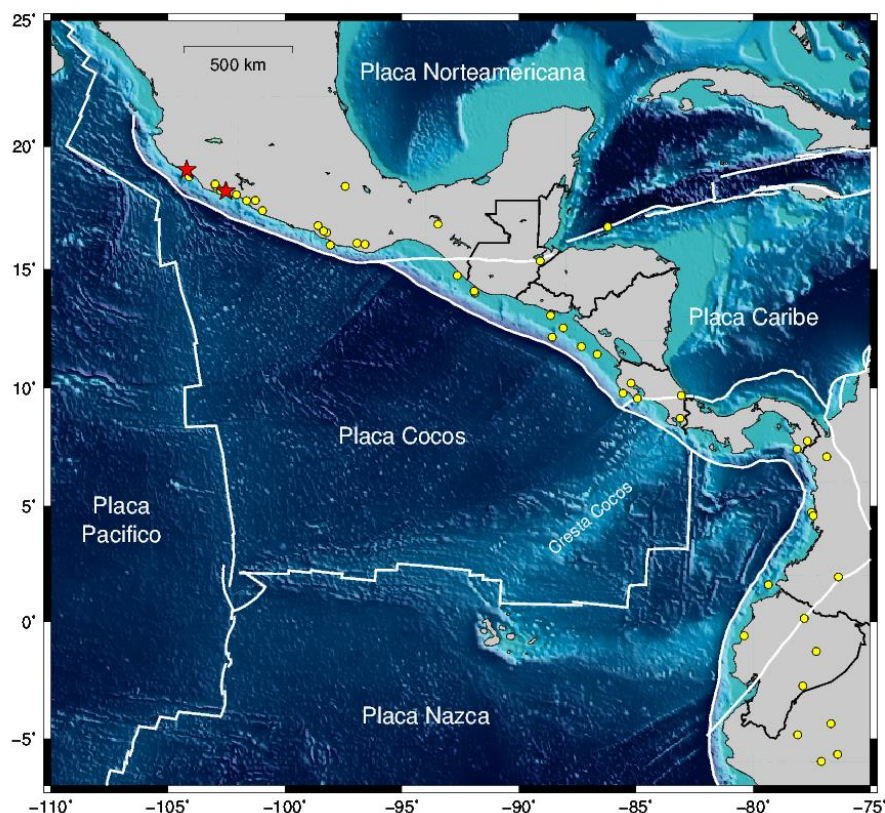 25°
500 km
Placa Norteamericana
20°
15°
Placa Caribe
10°
Placa Cocos
5°
Placa
Pacifico
Cresta Cocos
0°
Placa Nazca
−5°
−110°
−105°
−100°
−95°
−90°
−85°
−80°
−75°